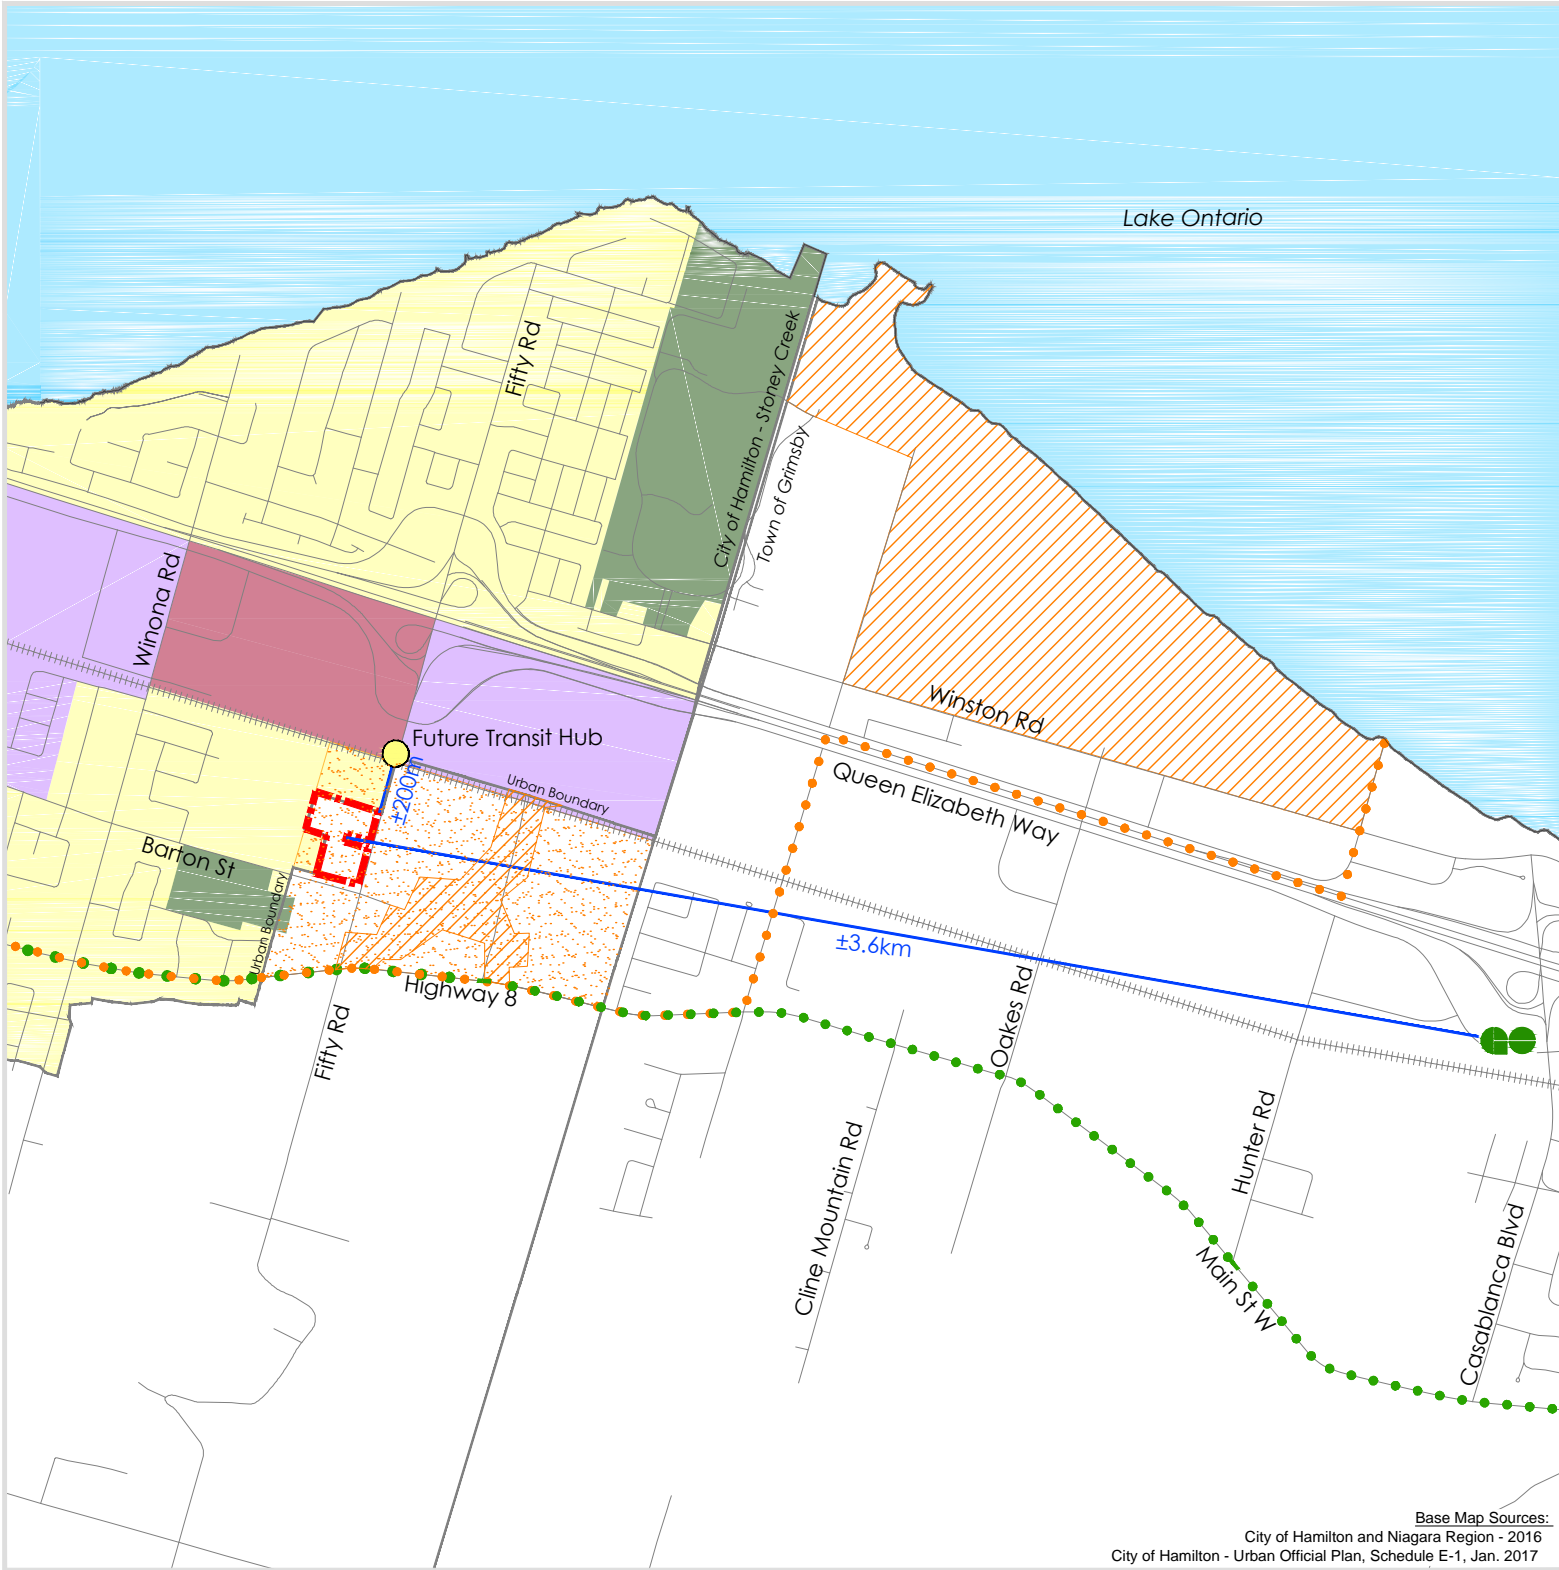 Lake Ontario
Fifty Rd
City of Hamilton - Stoney Creek
Town of Grimsby
Winona Rd
Winston Rd
Future Transit Hub
±200m
Urban Boundary
Queen Elizabeth Way
Barton St
Urban Boundary
±3.6km
Highway 8
Fifty Rd
Oakes Rd
Cline Mountain Rd
Hunter Rd
Main St W
Casablanca Blvd
Base Map Sources:
City of Hamilton and Niagara Region - 2016
City of Hamilton - Urban Official Plan, Schedule E-1, Jan. 2017